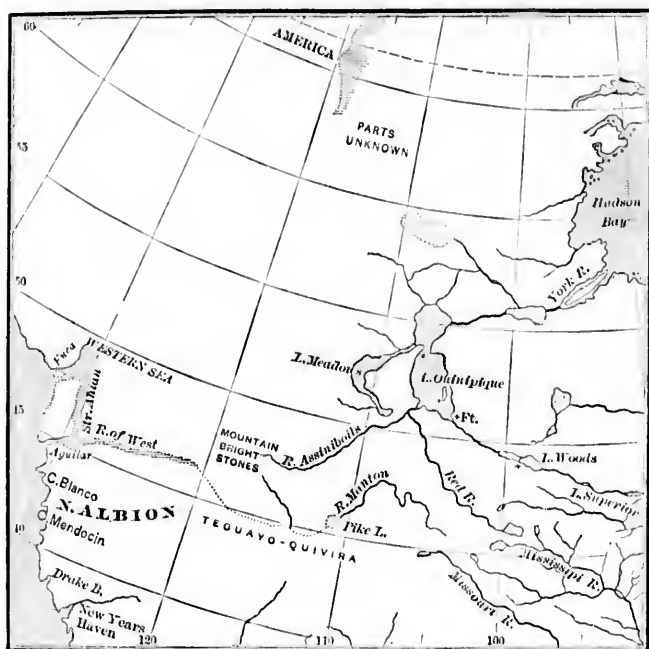 60
AMERICA
PARTS
UNKNOWN
55
Hudson
Bay
York R.
50
Fuca
WESTERN SEA
Str. Anian
L. Meadows
L. Ouinipique
Ft.
45
R. of West
MOUNTAIN
BRIGHT
STONES
R. Assiniboils
L. Woods
Aguilar
Red R.
L. Superior
C. Blanco
N. ALBION
R. Manton
Mendocin
TEGUAYO-QUIVIRA
Pike L.
Mississipi R.
40
Missouri R.
Drake B.
New Years
Haven
120
110
100